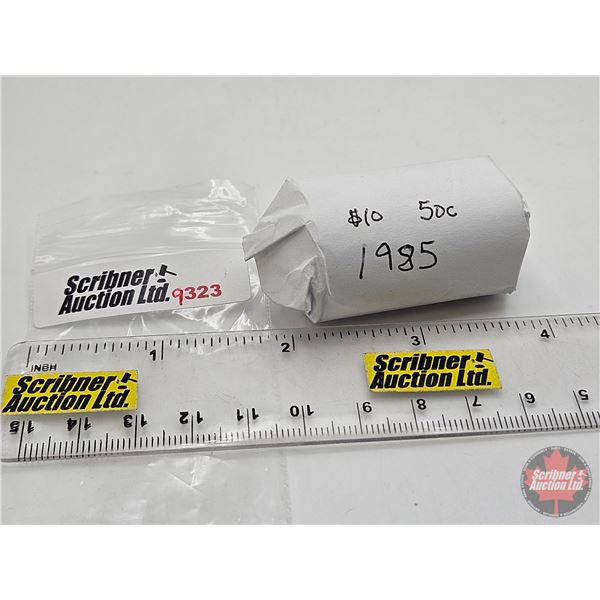 $10 50c
1985
Scribner
Auction Ltd. 9323
INCH 1 2 3 4
Scribner
Auction Ltd.
Scribner
Auction Ltd.
15 14 13 12 11 10 9 8 7 6 5
Scribner
Auction Ltd.